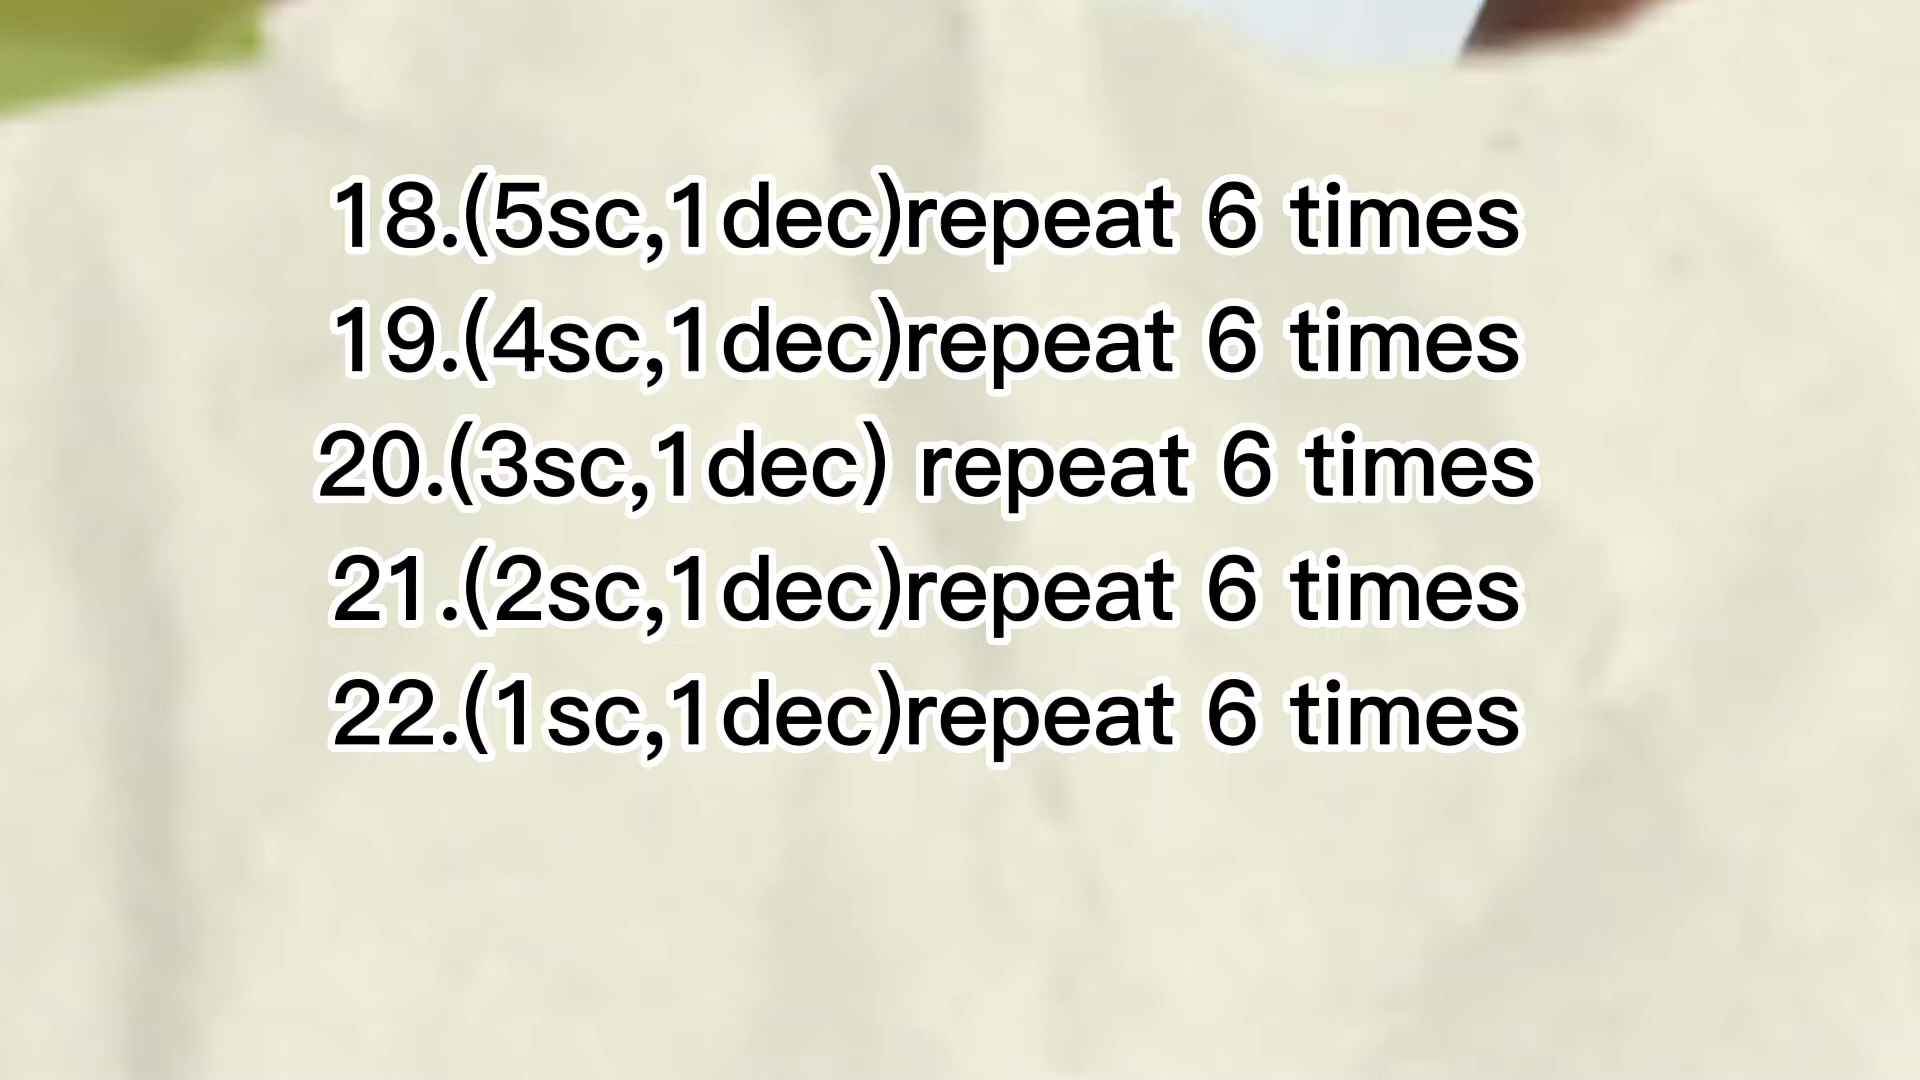 18.(5sc,1dec)repeat 6 times
19.(4sc,1dec)repeat 6 times
20.(3sc,1dec) repeat 6 times
21.(2sc,1dec)repeat 6 times
22.(1sc,1dec)repeat 6 times